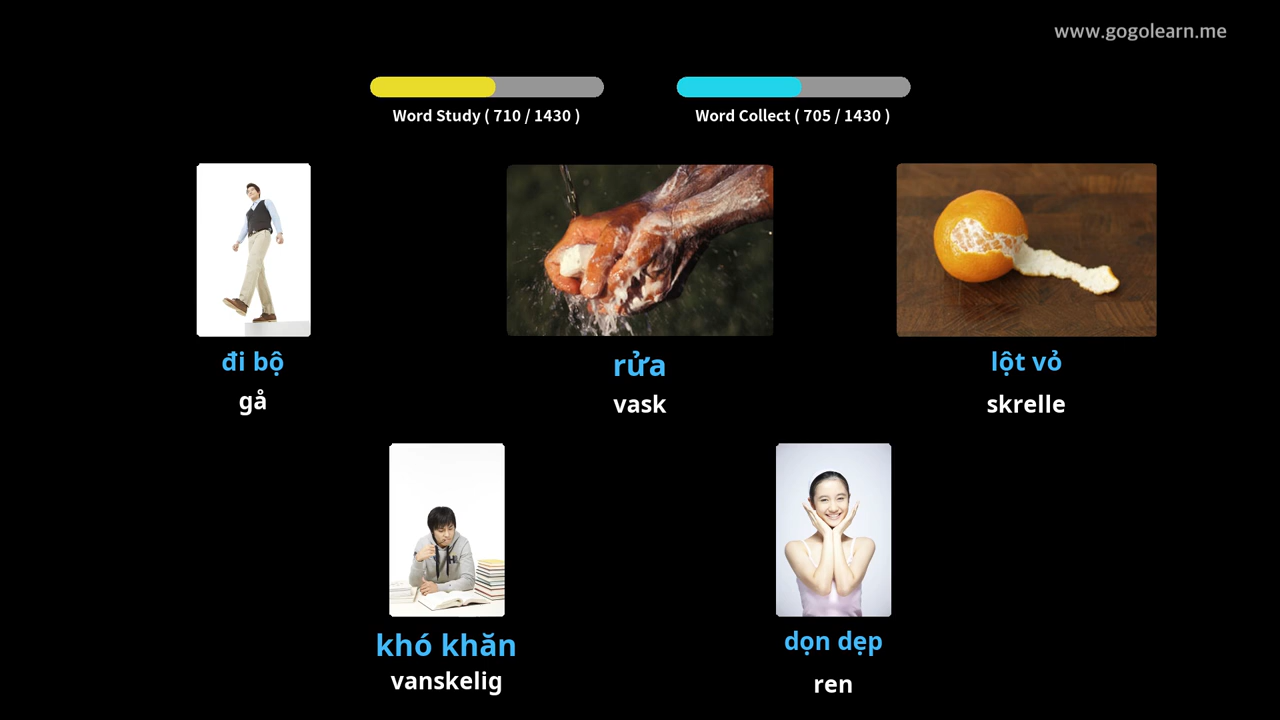 www.gogolearn.me
Word Study ( 710 / 1430 )
Word Collect ( 705 / 1430 )
đi bộ
gå
rửa
vask
lột vỏ
skrelle
khó khăn
vanskelig
dọn dẹp
ren